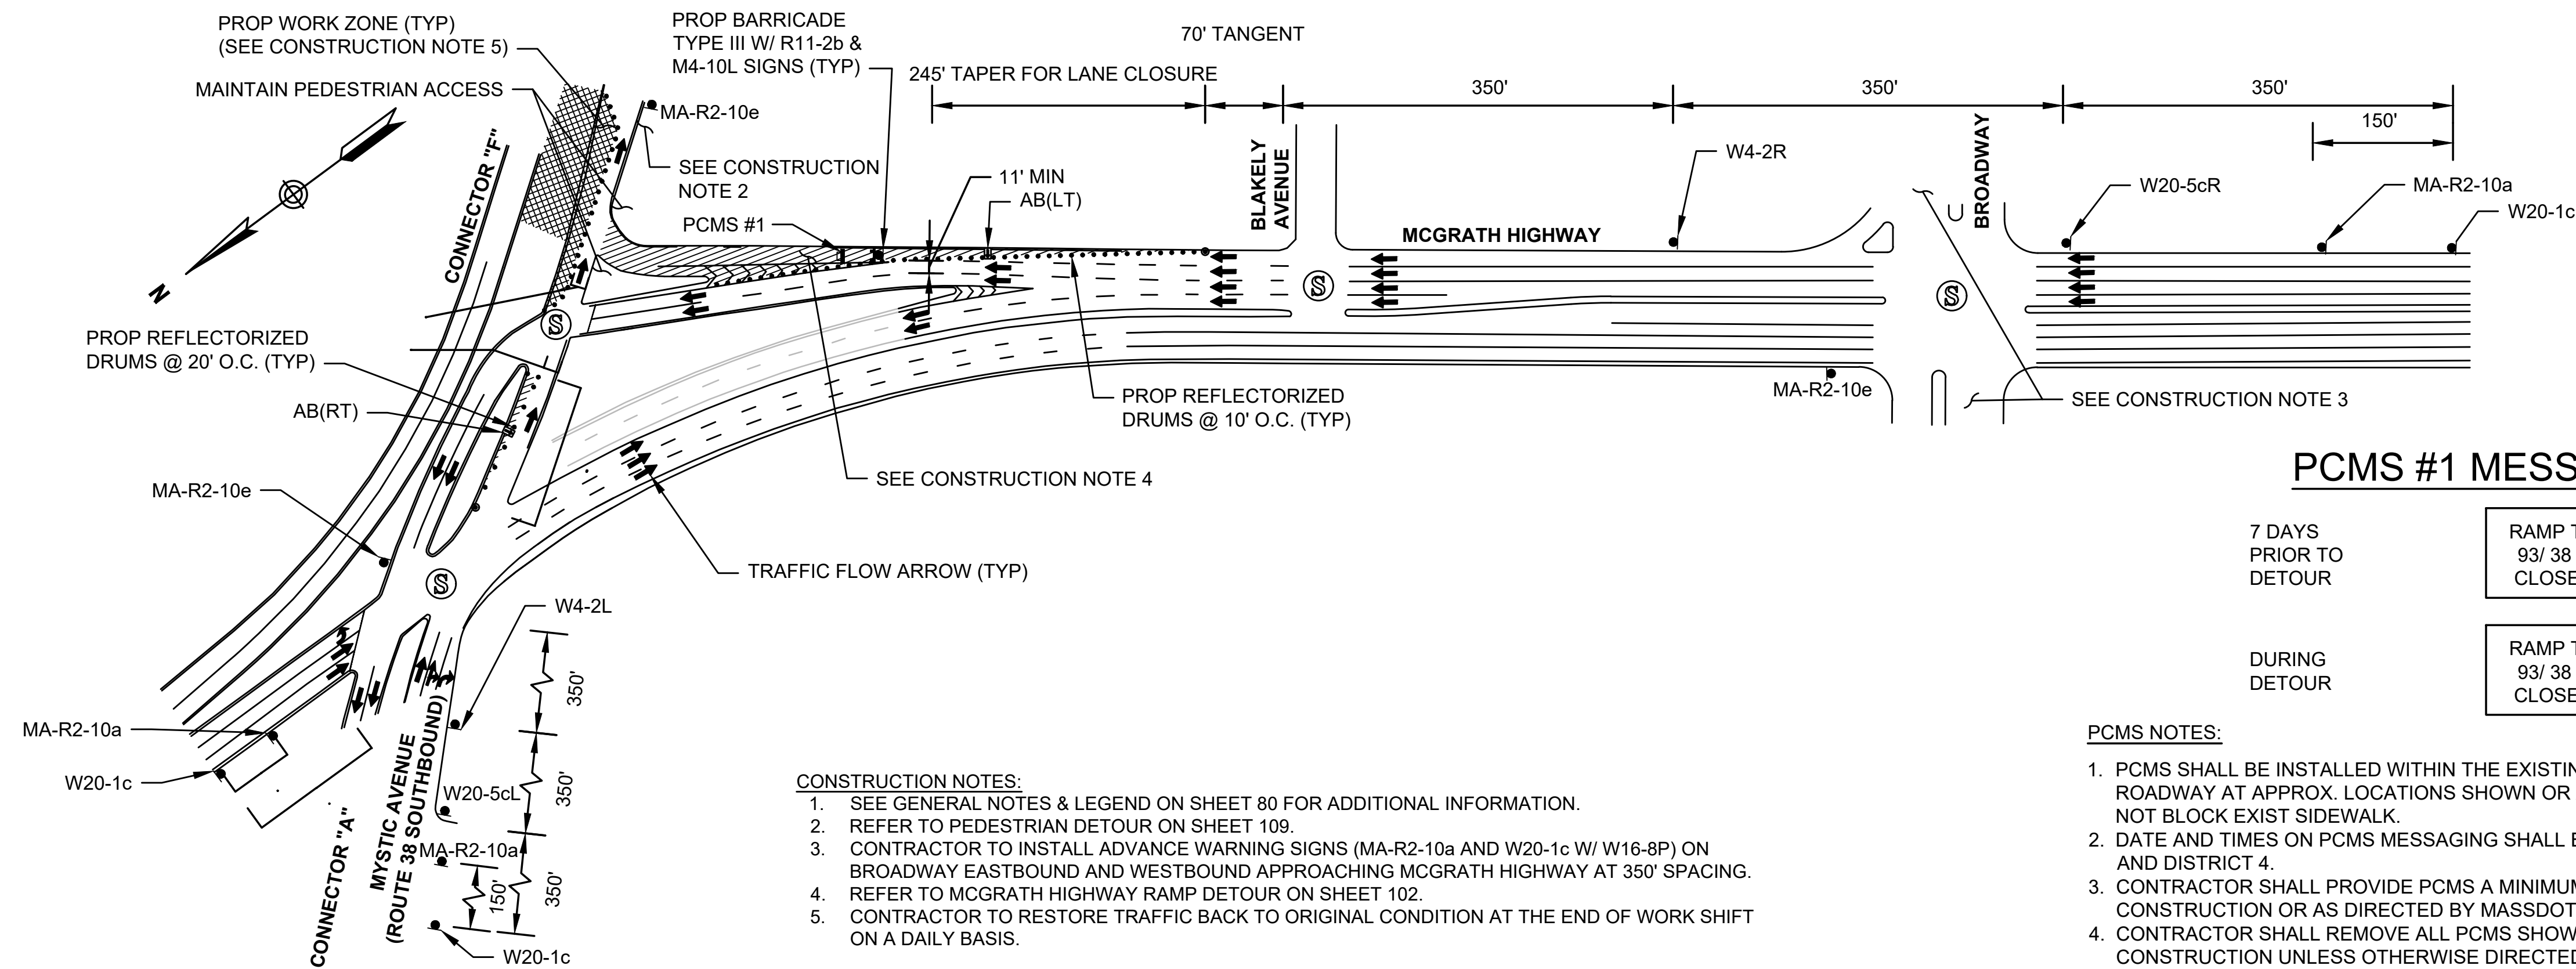 PROP WORK ZONE (TYP)
(SEE CONSTRUCTION NOTE 5)
MAINTAIN PEDESTRIAN ACCESS
PROP BARRICADE
TYPE III W/ R11-2b &
M4-10L SIGNS (TYP)
70' TANGENT
245' TAPER FOR LANE CLOSURE
350'
350'
350'
150'
MA-R2-10e
SEE CONSTRUCTION
NOTE 2
PCMS #1
11' MIN
AB(LT)
BLAKELY
AVENUE
W4-2R
BROADWAY
W20-5cR
MA-R2-10a
W20-1c
MCGRATH HIGHWAY
CONNECTOR "F"
N
S
S
S
S
PROP REFLECTORIZED
DRUMS @ 20' O.C. (TYP)
AB(RT)
MA-R2-10e
PROP REFLECTORIZED
DRUMS @ 10' O.C. (TYP)
MA-R2-10e
SEE CONSTRUCTION NOTE 3
SEE CONSTRUCTION NOTE 4
TRAFFIC FLOW ARROW (TYP)
W4-2L
350'
350'
350'
150'
MA-R2-10a
W20-1c
W20-5cL
MA-R2-10a
W20-1c
CONNECTOR "A"
MYSTIC AVENUE
(ROUTE 38 SOUTHBOUND)
PCMS #1 MESS
7 DAYS
PRIOR TO
DETOUR
RAMP T
93/ 38
CLOSE
DURING
DETOUR
RAMP T
93/ 38
CLOSE
CONSTRUCTION NOTES:
1. SEE GENERAL NOTES & LEGEND ON SHEET 80 FOR ADDITIONAL INFORMATION.
2. REFER TO PEDESTRIAN DETOUR ON SHEET 109.
3. CONTRACTOR TO INSTALL ADVANCE WARNING SIGNS (MA-R2-10a AND W20-1c W/ W16-8P) ON
BROADWAY EASTBOUND AND WESTBOUND APPROACHING MCGRATH HIGHWAY AT 350' SPACING.
4. REFER TO MCGRATH HIGHWAY RAMP DETOUR ON SHEET 102.
5. CONTRACTOR TO RESTORE TRAFFIC BACK TO ORIGINAL CONDITION AT THE END OF WORK SHIFT
ON A DAILY BASIS.
PCMS NOTES:
1. PCMS SHALL BE INSTALLED WITHIN THE EXISTIN
ROADWAY AT APPROX. LOCATIONS SHOWN OR
NOT BLOCK EXIST SIDEWALK.
2. DATE AND TIMES ON PCMS MESSAGING SHALL
AND DISTRICT 4.
3. CONTRACTOR SHALL PROVIDE PCMS A MINIMUM
CONSTRUCTION OR AS DIRECTED BY MASSDOT
4. CONTRACTOR SHALL REMOVE ALL PCMS SHOW
CONSTRUCTION UNLESS OTHERWISE DIRECTED